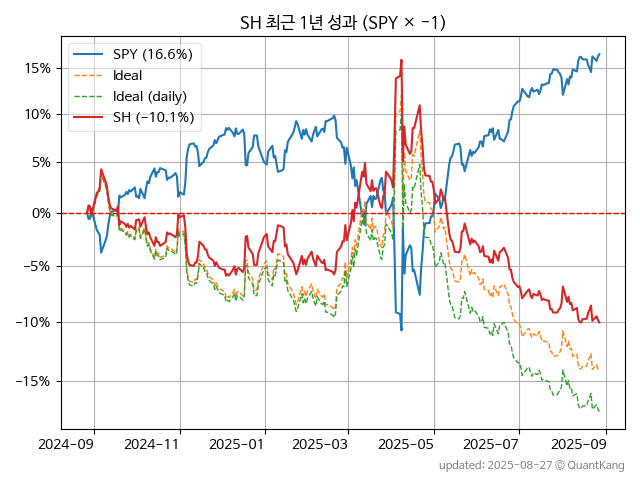 SH 최근 1년 성과 (SPY × −1)
SPY (16.6%)
Ideal
Ideal (daily)
SH (−10.1%)
15%
10%
5%
0%
−5%
−10%
−15%
2024-09 2024-11 2025-01 2025-03 2025-05 2025-07 2025-09
updated: 2025-08-27 © QuantKang